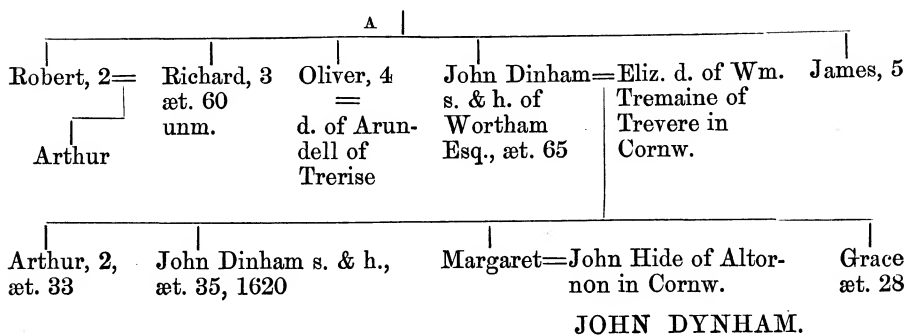 A
Robert, 2= Richard, 3 Oliver, 4 John Dinham=Eliz. d. of Wm. James, 5
æt. 60 = s. & h. of Tremaine of
unm. d. of Arun- Wortham Trevere in
Arthur dell of Esq., æt. 65 Cornw.
Trerise
Arthur, 2, John Dinham s. & h., Margaret=John Hide of Altor- Grace
æt. 33 æt. 35, 1620 non in Cornw. æt. 28
JOHN DYNHAM.